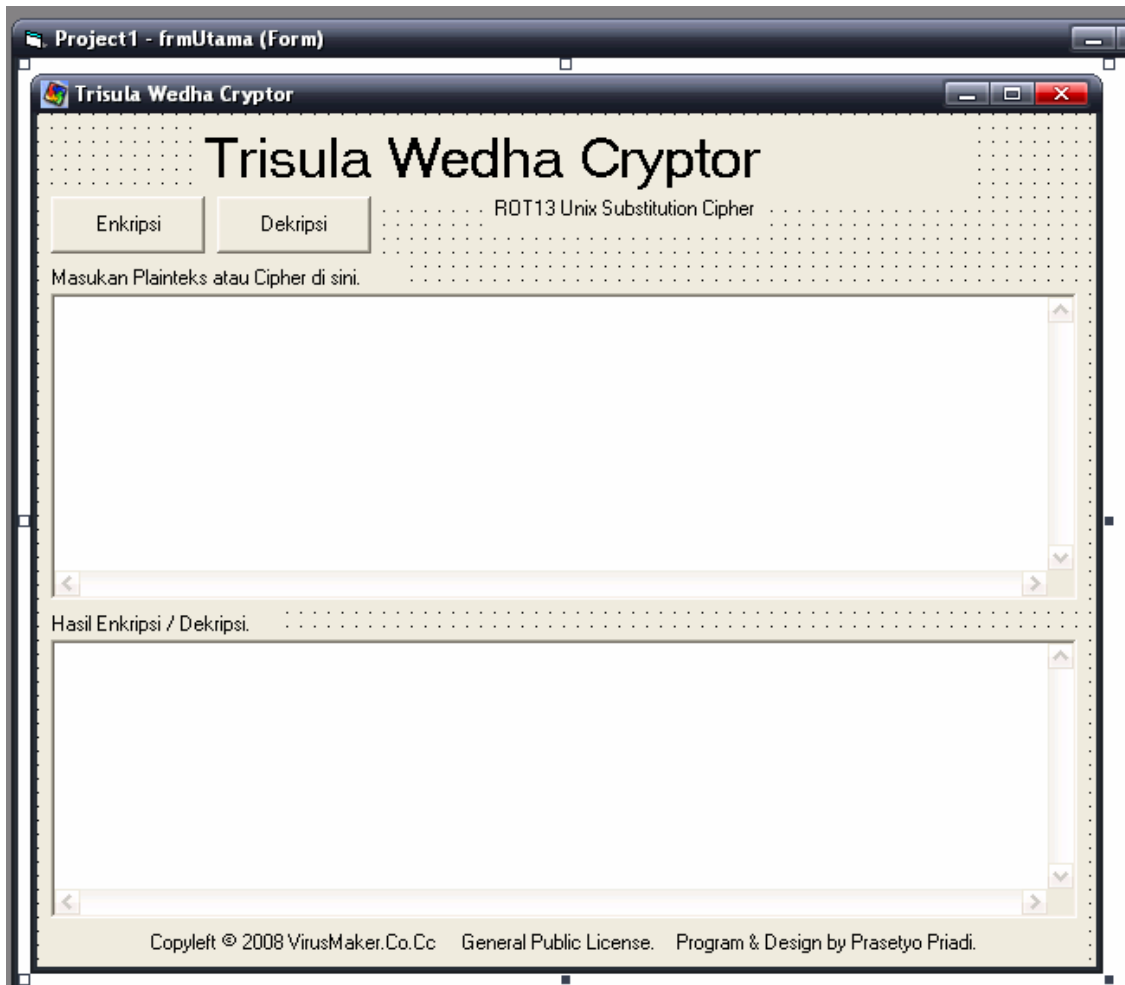 Project1 - frmUtama (Form)
Trisula Wedha Cryptor
Trisula Wedha Cryptor
Enkripsi Dekripsi ROT13 Unix Substitution Cipher
Masukan Plainteks atau Cipher di sini.
Hasil Enkripsi / Dekripsi.
Copyleft © 2008 VirusMaker.Co.Cc General Public License. Program & Design by Prasetyo Priadi.